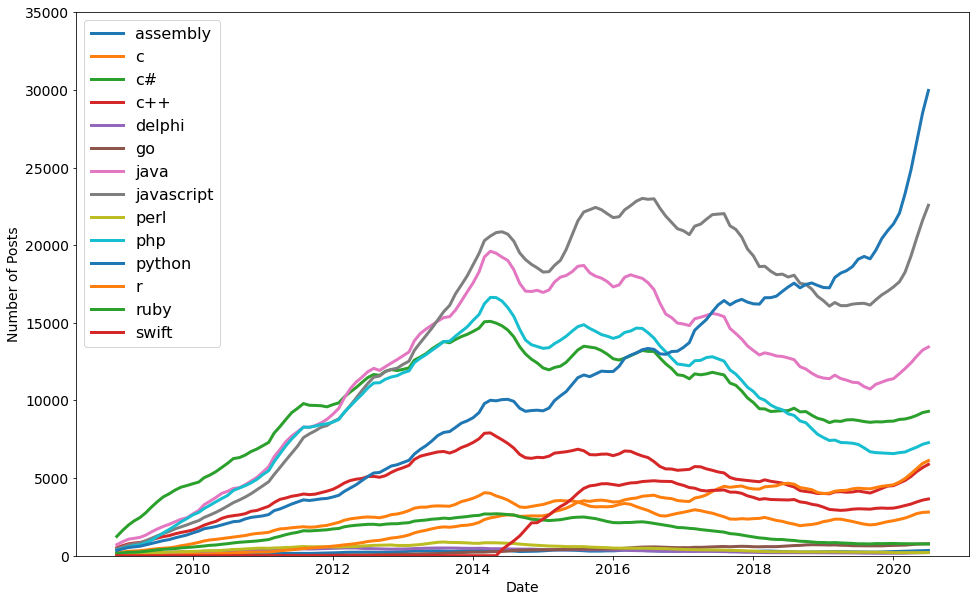 35000
30000
25000
20000
15000
10000
5000
0
Number of Posts
assembly
c
c#
c++
delphi
go
java
javascript
perl
php
python
r
ruby
swift
2010
2012
2014
2016
2018
2020
Date